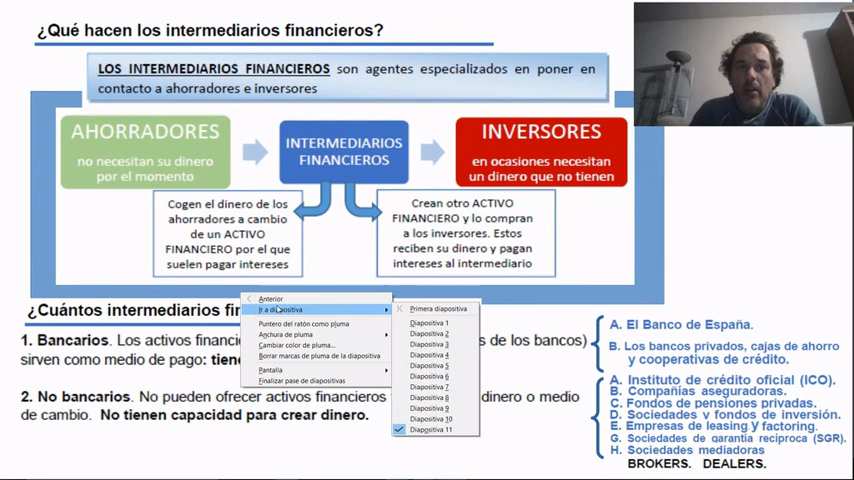 ¿Qué hacen los intermediarios financieros?
LOS INTERMEDIARIOS FINANCIEROS son agentes especializados en poner en
contacto a ahorradores e inversores
AHORRADORES
no necesitan su dinero
por el momento
INTERMEDIARIOS
FINANCIEROS
INVERSORES
en ocasiones necesitan
un dinero que no tienen
Cogen el dinero de los
ahorradores a cambio
de un ACTIVO
FINANCIERO por el que
suelen pagar intereses
Crean otro ACTIVO
FINANCIERO y lo compran
a los inversores. Estos
reciben su dinero y pagan
intereses al intermediario
¿Cuántos intermediarios
1. Bancarios. Los activos financi
s de los bancos)
sirven como medio de pago:
2. No bancarios. No pueden ofrecer activos financieros
dinero o medio
de cambio. No tienen capacidad para crear dinero.
Anterior
Ir a diapositiva
Puntero del ratón como pluma
Anchura de pluma
Cambiar color de pluma...
Borrar marcas de pluma de la diapositiva
Pantalla
Finalizar pase de diapositivas
Primera diapositiva
Diapositiva 1
Diapositiva 2
Diapositiva 3
Diapositiva 4
Diapositiva 5
Diapositiva 6
Diapositiva 7
Diapositiva 8
Diapositiva 9
Diapositiva 10
Diapositiva 11
A. El Banco de España.
B. Los bancos privados, cajas de ahorro
y cooperativas de crédito.
A. Instituto de crédito oficial (ICO).
B. Compañías aseguradoras.
C. Fondos de pensiones privadas.
D. Sociedades y fondos de inversión.
E. Empresas de leasing y factoring.
G. Sociedades de garantía recíproca (SGR).
H. Sociedades mediadoras
BROKERS. DEALERS.